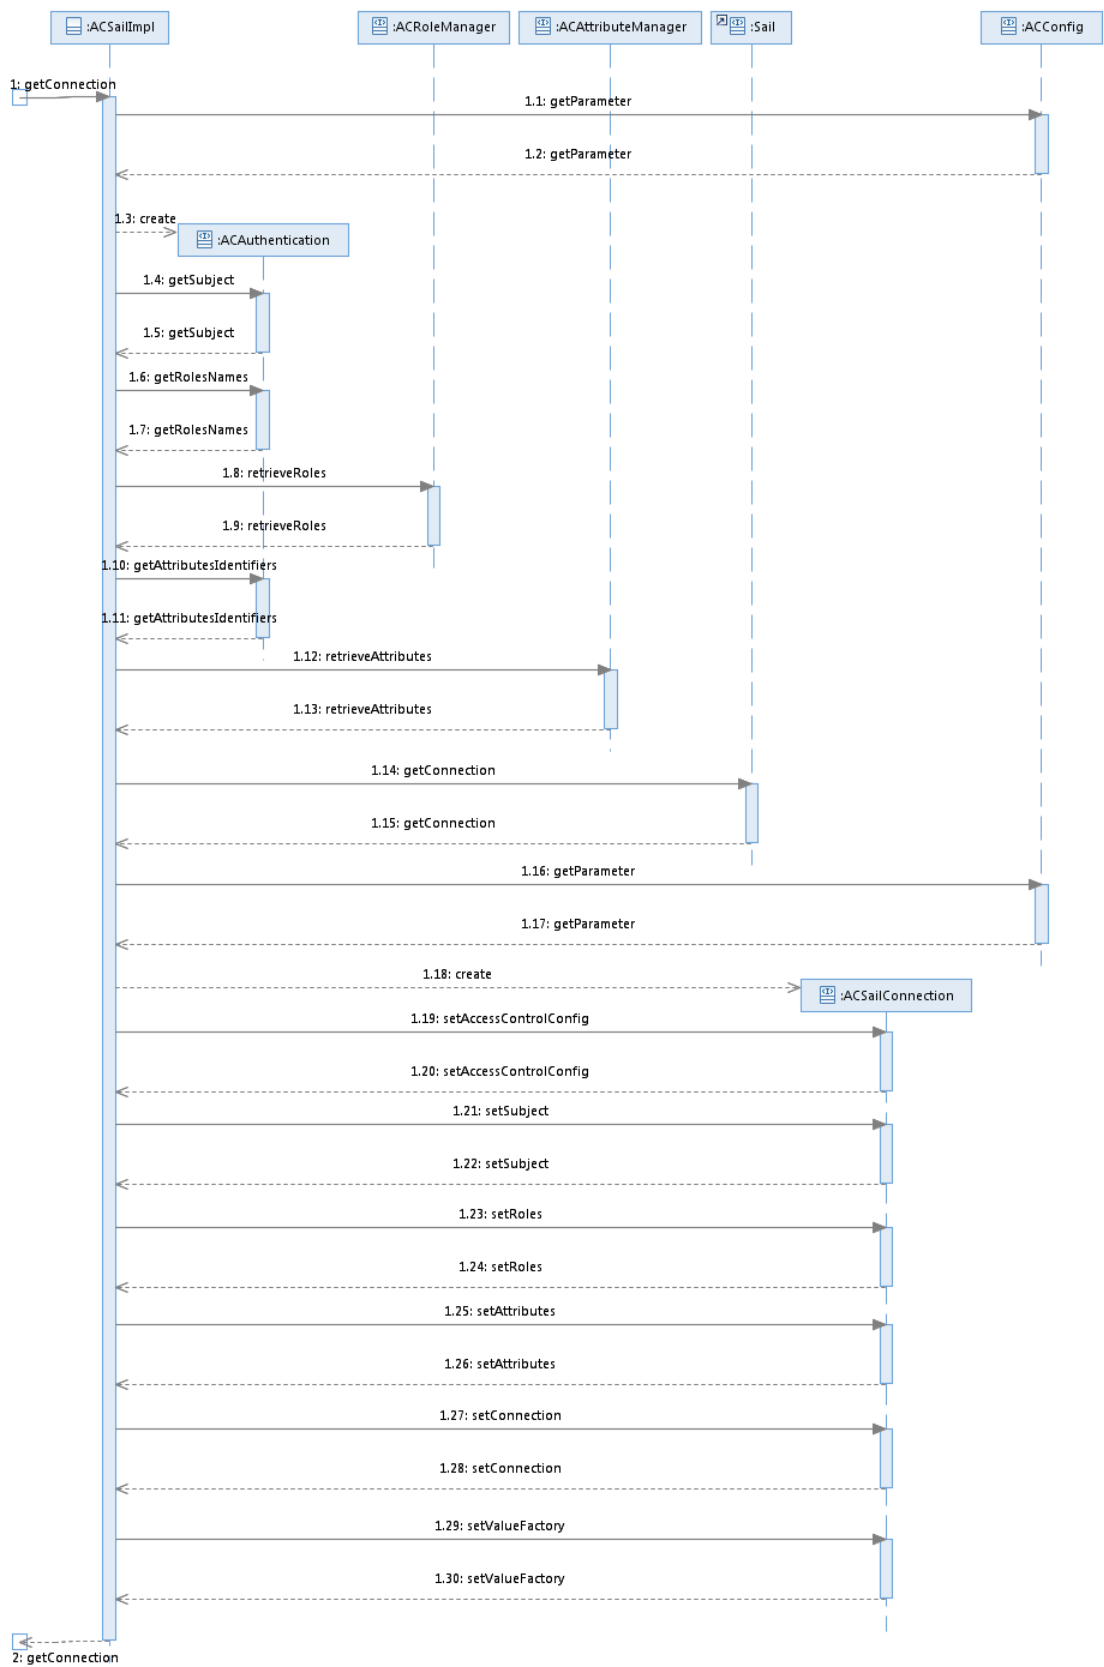 :ACSailImpl
:ACRoleManager
:ACAttributeManager
:Sail
:ACConfig
1: getConnection
1.1: getParameter
1.2: getParameter
1.3: create
:ACAuthentication
1.4: getSubject
1.5: getSubject
1.6: getRolesNames
1.7: getRolesNames
1.8: retrieveRoles
1.9: retrieveRoles
1.10: getAttributesIdentifiers
1.11: getAttributesIdentifiers
1.12: retrieveAttributes
1.13: retrieveAttributes
1.14: getConnection
1.15: getConnection
1.16: getParameter
1.17: getParameter
1.18: create
:ACSailConnection
1.19: setAccessControlConfig
1.20: setAccessControlConfig
1.21: setSubject
1.22: setSubject
1.23: setRoles
1.24: setRoles
1.25: setAttributes
1.26: setAttributes
1.27: setConnection
1.28: setConnection
1.29: setValueFactory
1.30: setValueFactory
2: getConnection